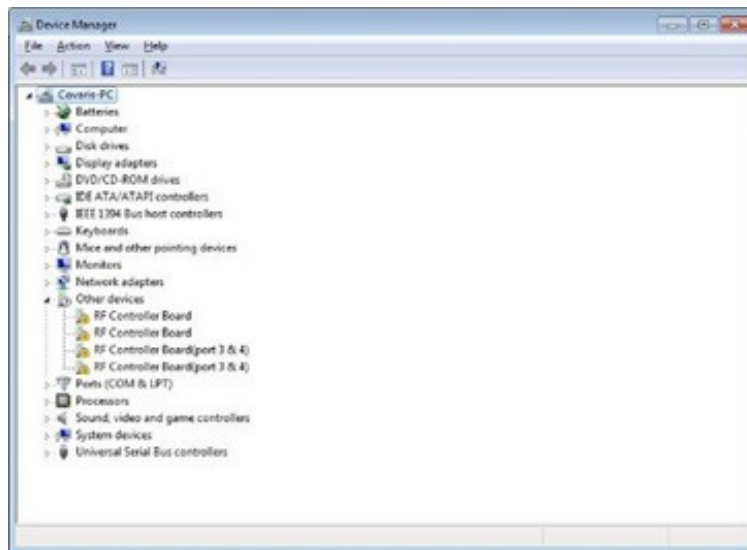 Device Manager
File Action View Help
Covaris-PC
Batteries
Computer
Disk drives
Display adapters
DVD/CD-ROM drives
IDE ATA/ATAPI controllers
IEEE 1394 Bus host controllers
Keyboards
Mice and other pointing devices
Monitors
Network adapters
Other devices
RF Controller Board
RF Controller Board
RF Controller Board(port 3 & 4)
RF Controller Board(port 3 & 4)
Ports (COM & LPT)
Processors
Sound, video and game controllers
System devices
Universal Serial Bus controllers